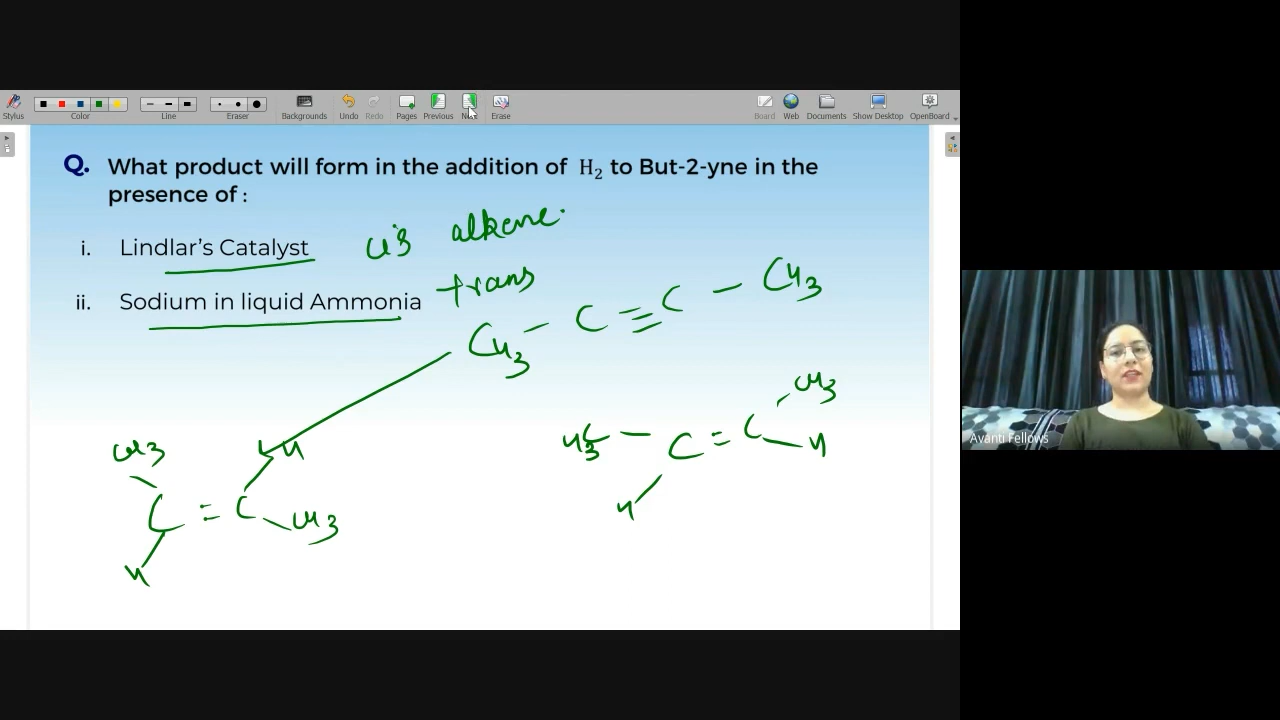 Stylus
Color
Line
Eraser
Backgrounds
Undo
Redo
Pages
Previous
Erase
Board
Web
Documents
Show Desktop
OpenBoard
Q. What product will form in the addition of H₂ to But-2-yne in the
presence of :
i. Lindlar's Catalyst cis alkene.
ii. Sodium in liquid Ammonia trans
CH₃ - C ≡ C - CH₃
CH₃ H
C = C
H CH₃
CH₃
H₃C - C = C
H H
Avanti Fellows